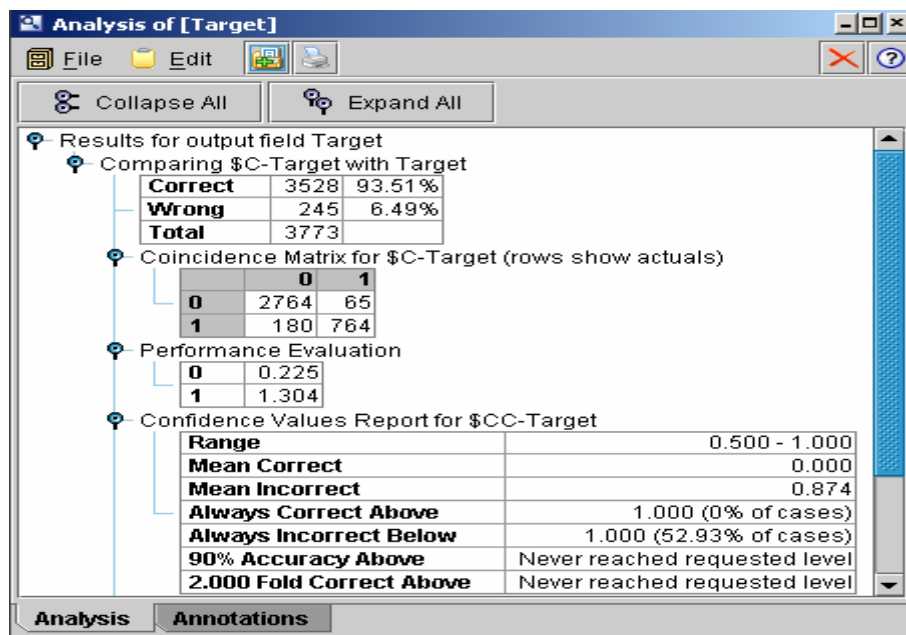 Analysis of [Target]
File Edit
Collapse All Expand All
Results for output field Target
Comparing $C-Target with Target
Correct 3528 93.51%
Wrong 245 6.49%
Total 3773
Coincidence Matrix for $C-Target (rows show actuals)
0 1
0 2764 65
1 180 764
Performance Evaluation
0 0.225
1 1.304
Confidence Values Report for $CC-Target
Range 0.500 - 1.000
Mean Correct 0.000
Mean Incorrect 0.874
Always Correct Above 1.000 (0% of cases)
Always Incorrect Below 1.000 (52.93% of cases)
90% Accuracy Above Never reached requested level
2.000 Fold Correct Above Never reached requested level
Analysis Annotations